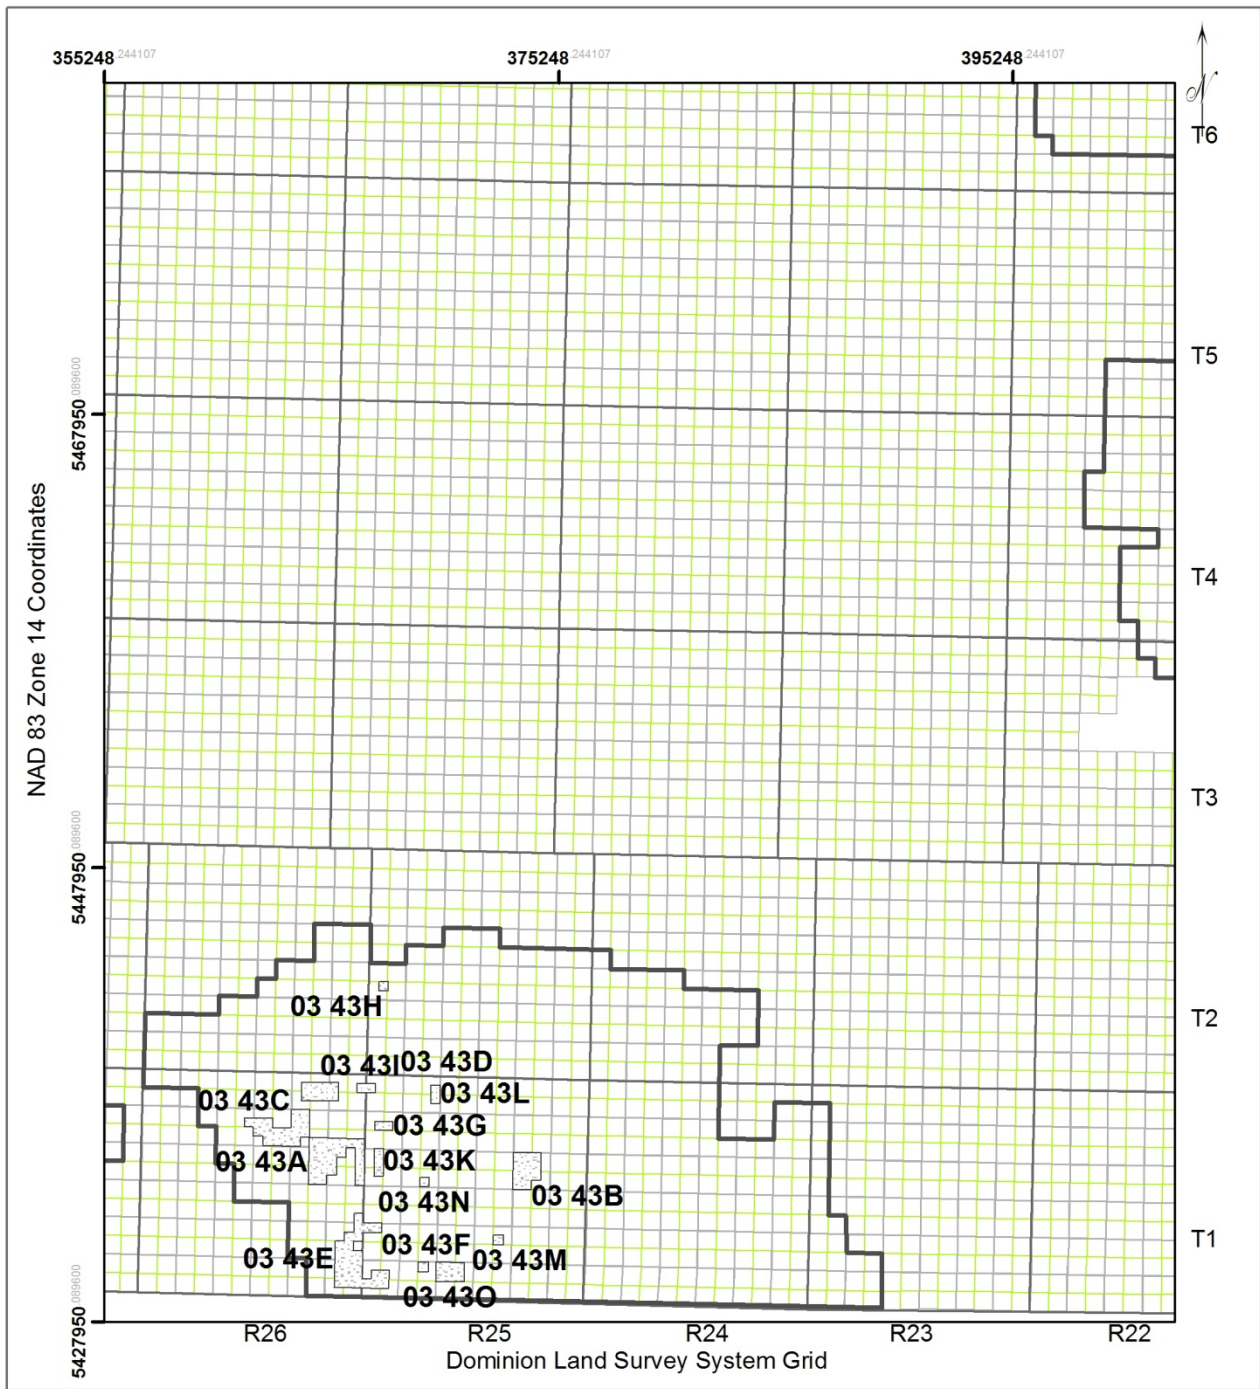 355248.244107
375248.244107
395248.244107
N
T6
T5
5467950.089600
NAD 83 Zone 14 Coordinates
T4
T3
5447950.089600
T2
03 43H
03 43I
03 43D
03 43C
03 43L
03 43G
03 43A
03 43K
03 43B
03 43N
T1
03 43E
03 43F
03 43M
03 43O
5427950.089600
R26 R25 R24 R23 R22
Dominion Land Survey System Grid